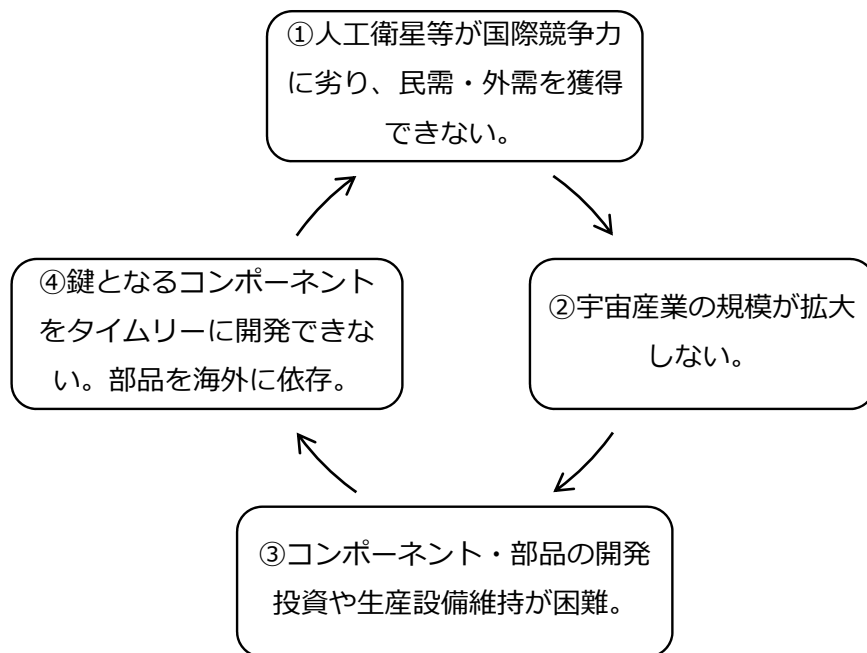 ①人工衛星等が国際競争力
に劣り、民需・外需を獲得
できない。
②宇宙産業の規模が拡大
しない。
③コンポーネント・部品の開発
投資や生産設備維持が困難。
④鍵となるコンポーネント
をタイムリーに開発できな
い。部品を海外に依存。